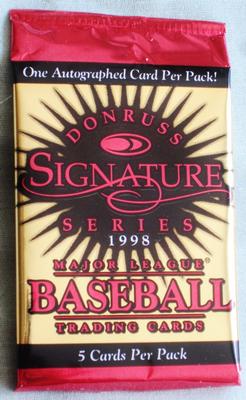 One Autographed Card Per Pack!
DONRUSS
SIGNATURE
SERIES
1998
MAJOR LEAGUE®
BASEBALL
TRADING CARDS
5 Cards Per Pack